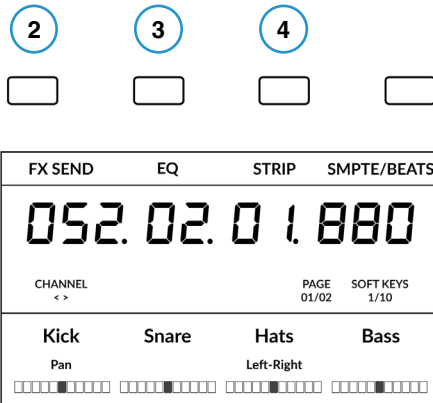 2 3 4
FX SEND EQ STRIP SMPTE/BEATS
052.02.01.880
CHANNEL PAGE SOFT KEYS
< > 01/02 1/10
Kick Snare Hats Bass
Pan Left-Right